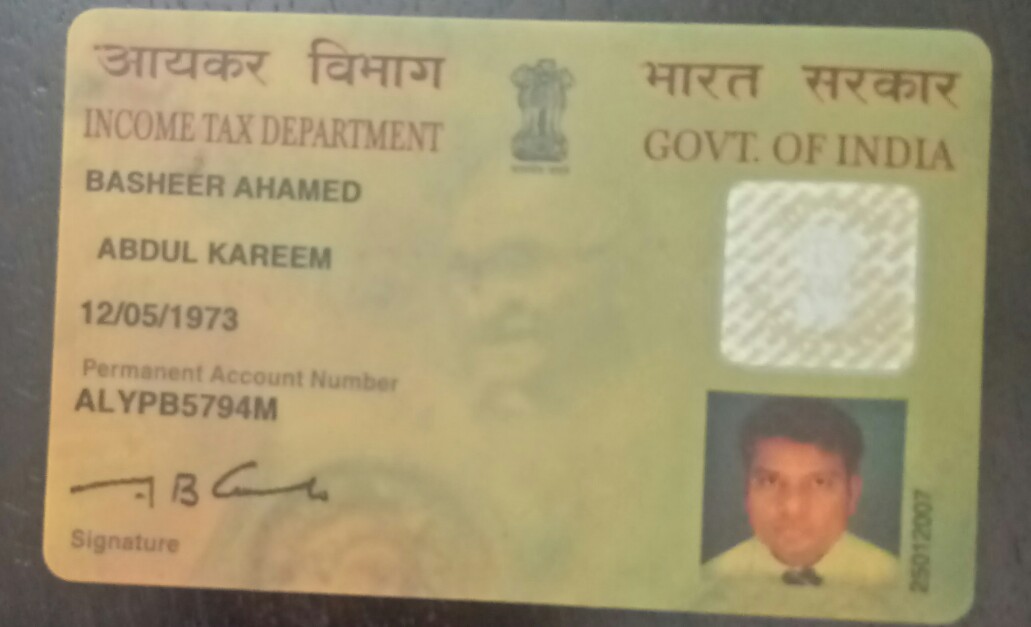 आयकर विभाग
INCOME TAX DEPARTMENT
भारत सरकार
GOVT. OF INDIA
BASHEER AHAMED
ABDUL KAREEM
12/05/1973
Permanent Account Number
ALYPB5794M
Signature
25012007